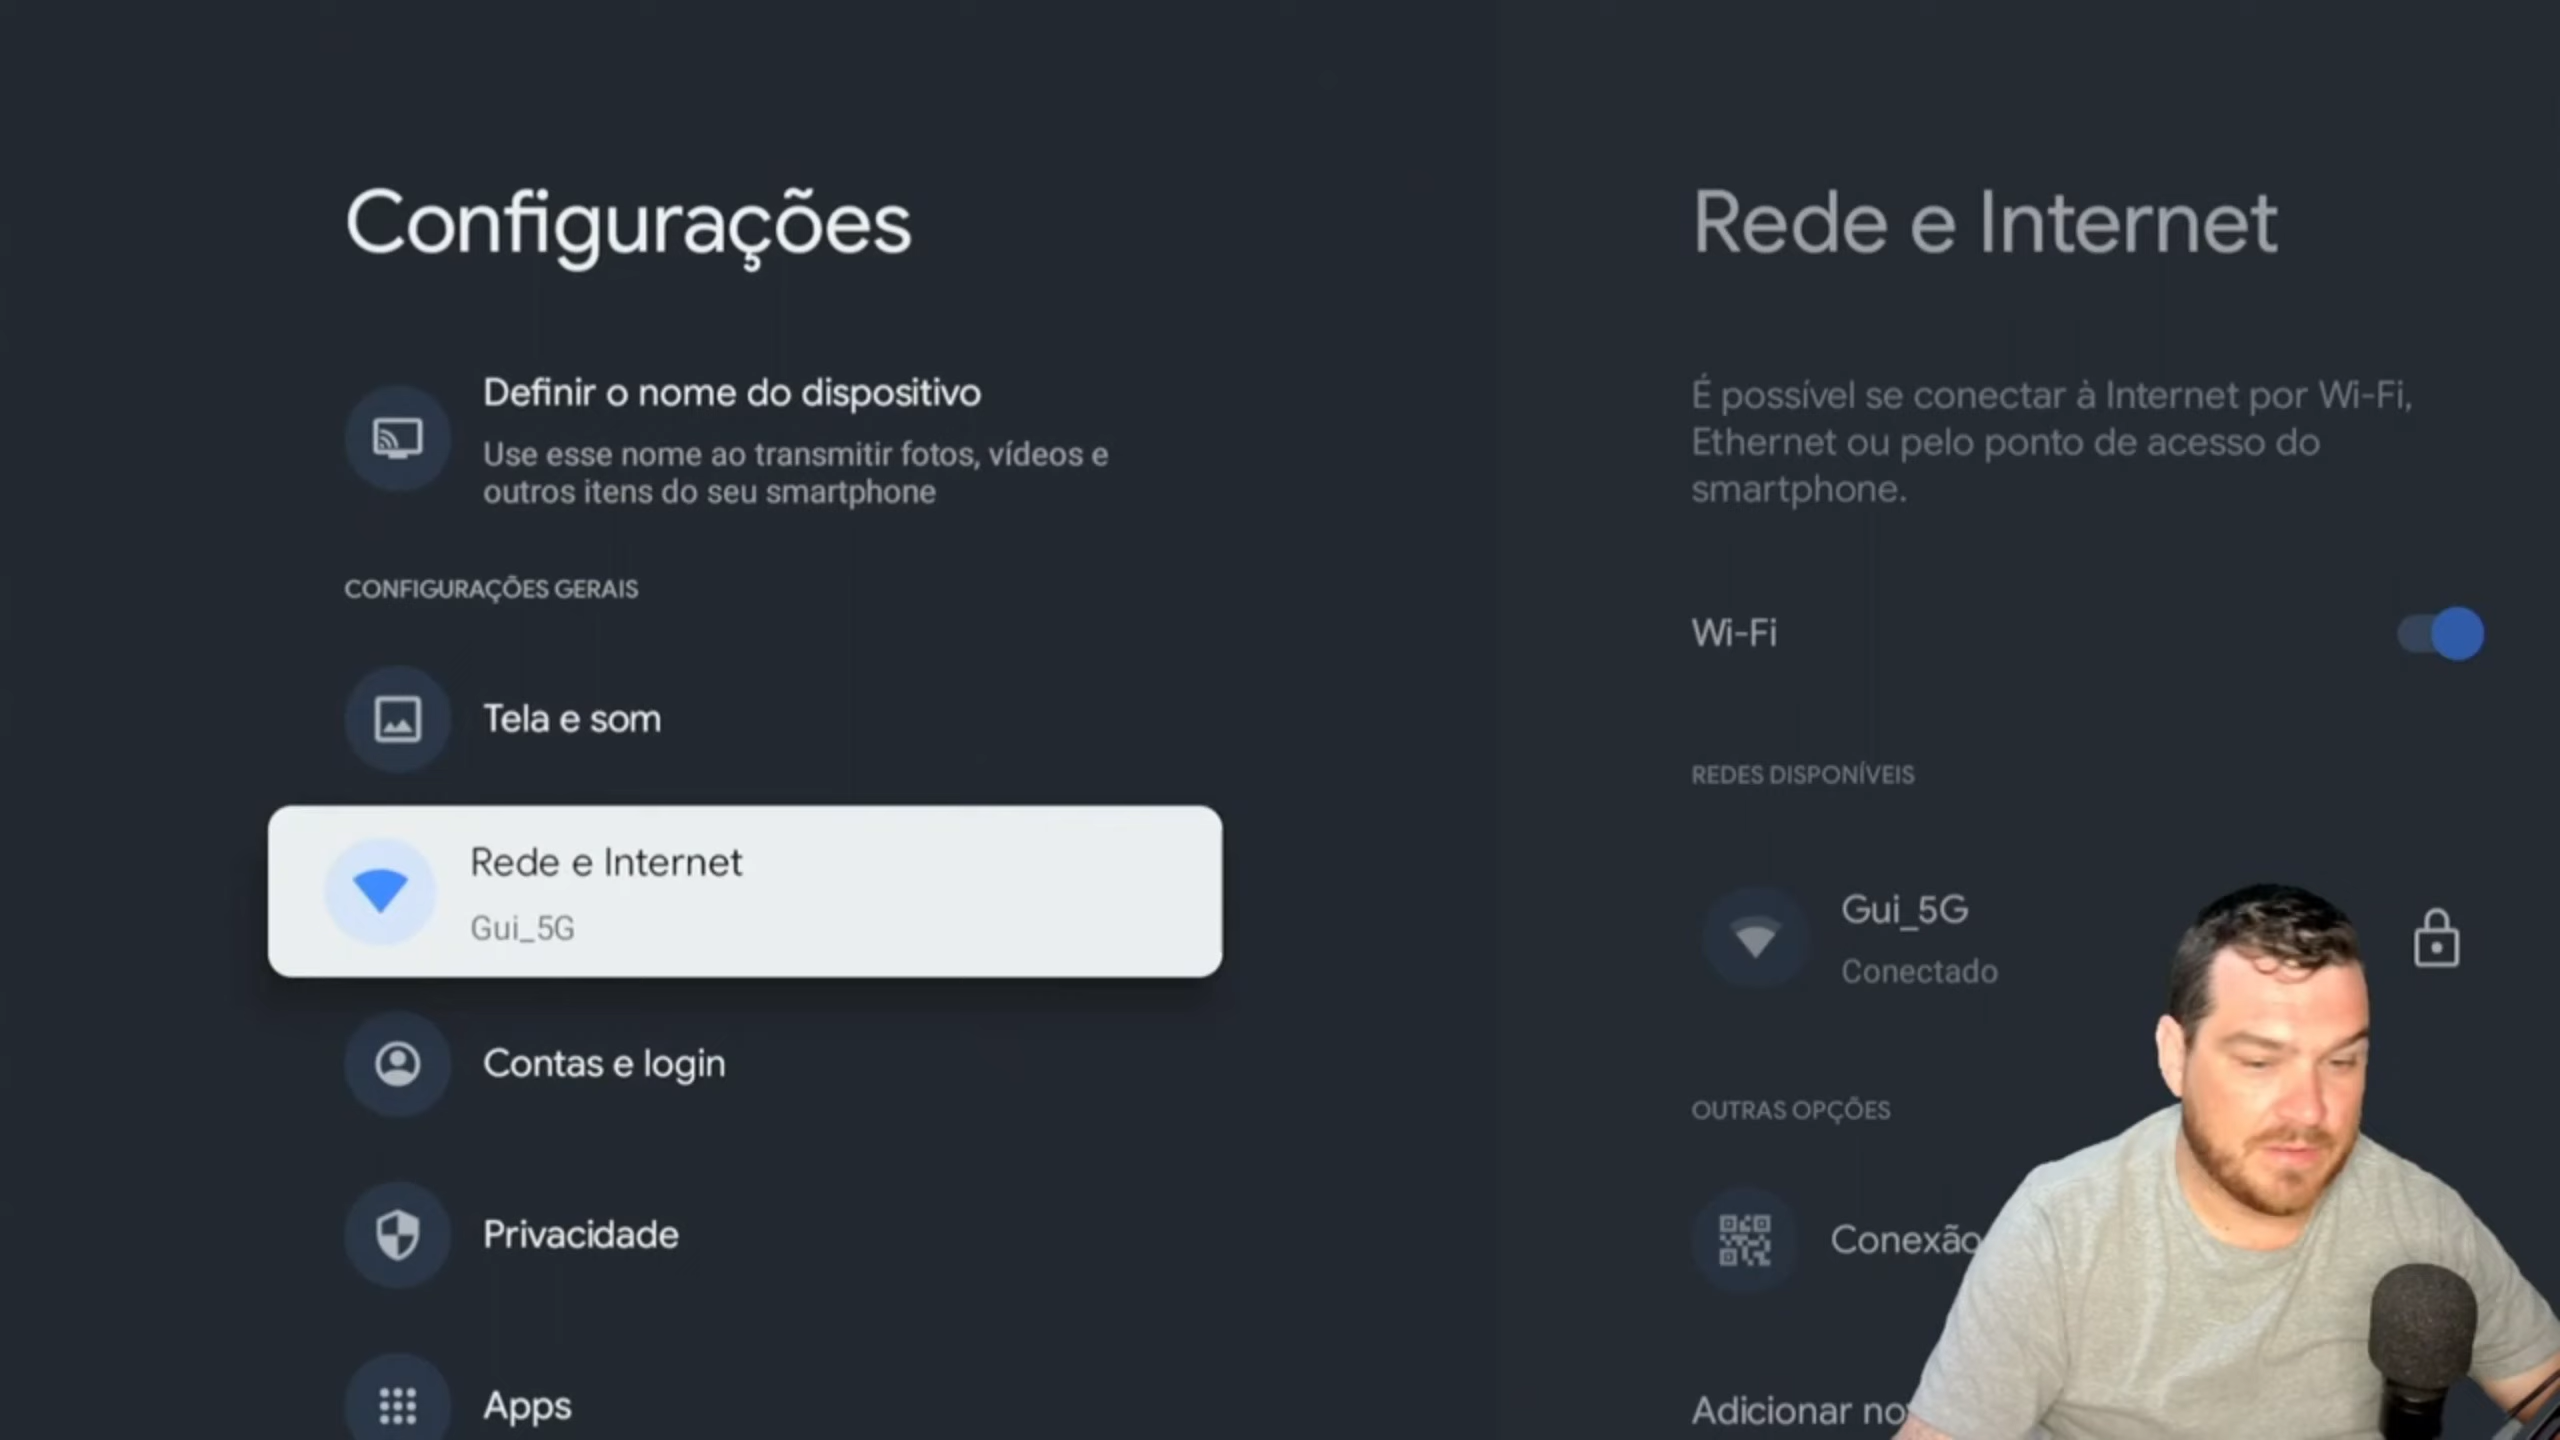 Configurações
Definir o nome do dispositivo
Use esse nome ao transmitir fotos, vídeos e
outros itens do seu smartphone
CONFIGURAÇÕES GERAIS
Tela e som
Rede e Internet
Gui_5G
Contas e login
Privacidade
Apps
Rede e Internet
É possível se conectar à Internet por Wi-Fi,
Ethernet ou pelo ponto de acesso do
smartphone.
Wi-Fi
REDES DISPONÍVEIS
Gui_5G
Conectado
OUTRAS OPÇÕES
Conexão
Adicionar